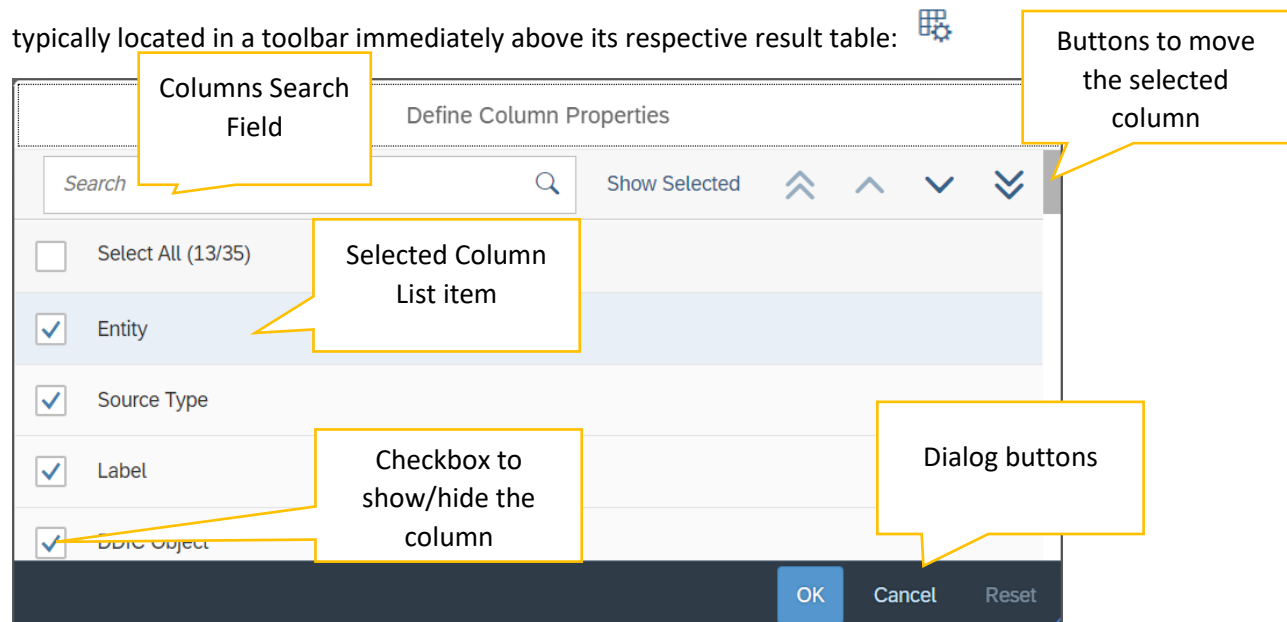 typically located in a toolbar immediately above its respective result table:
Buttons to move
the selected
column
Columns Search
Field
Define Column Properties
Search
Show Selected
Select All (13/35)
Selected Column
List item
Entity
Source Type
Label
Checkbox to
show/hide the
column
Dialog buttons
DDIC Object
OK Cancel Reset